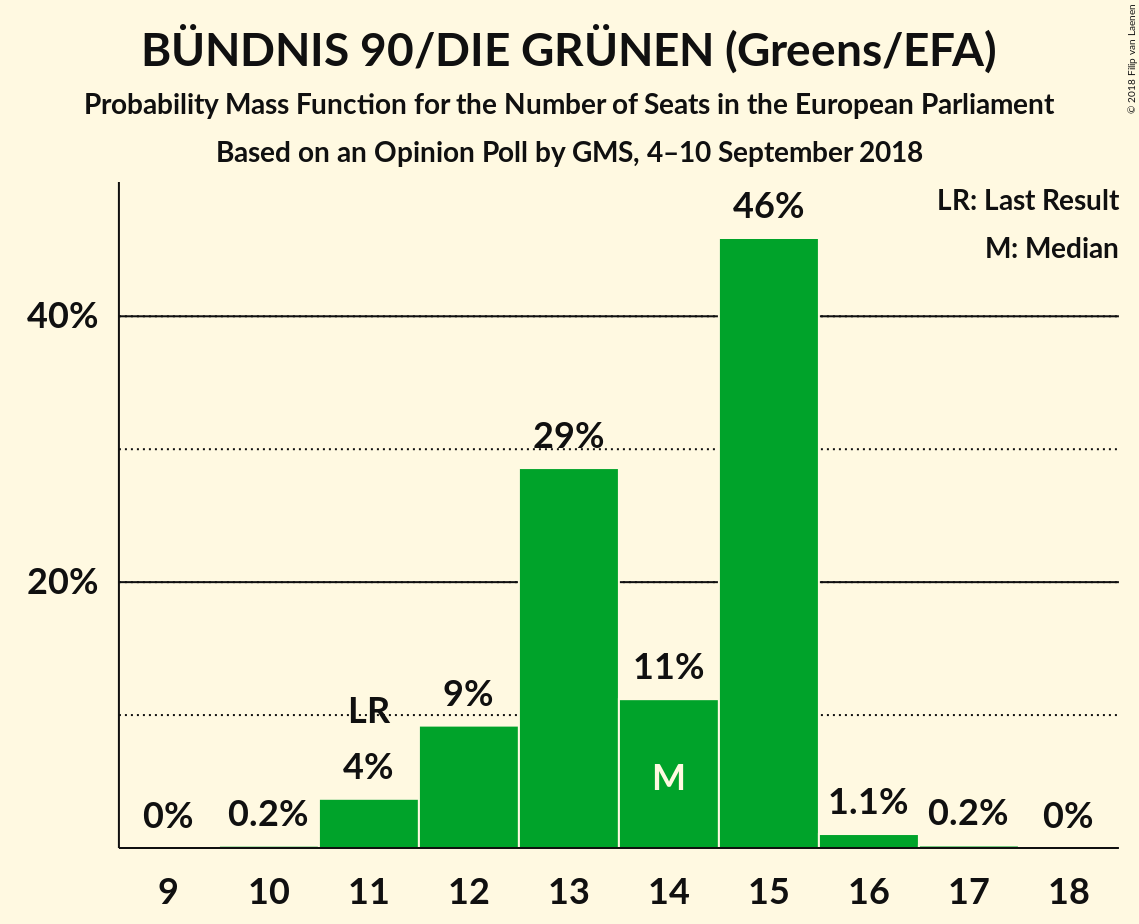 BÜNDNIS 90/DIE GRÜNEN (Greens/EFA)
Probability Mass Function for the Number of Seats in the European Parliament
Based on an Opinion Poll by GMS, 4–10 September 2018
© 2018 Filip van Laenen
LR: Last Result
M: Median
40%
20%
0%
0.2%
LR
4%
9%
29%
11%
M
46%
1.1%
0.2%
0%
9 10 11 12 13 14 15 16 17 18